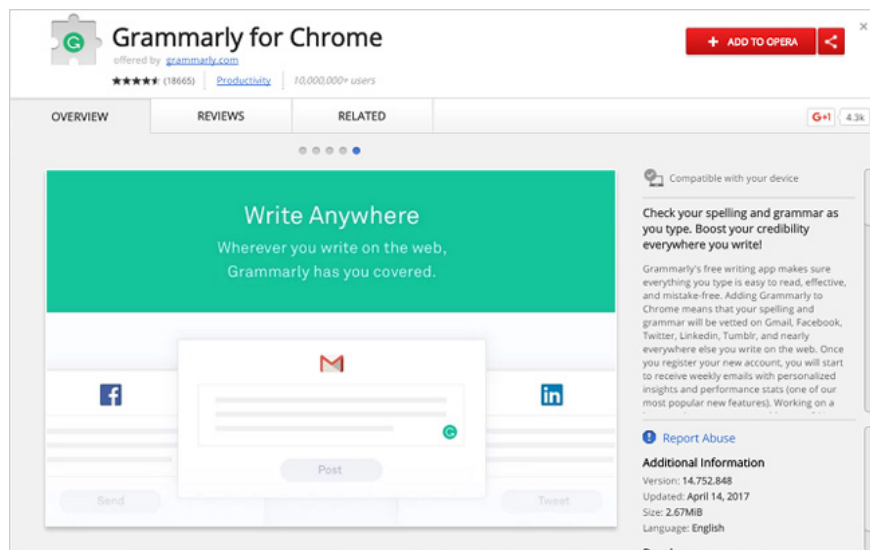 Grammarly for Chrome
offered by grammarly.com
(18665) Productivity 10,000,000+ users
+ ADD TO OPERA
OVERVIEW REVIEWS RELATED
G+1 4.3k
Write Anywhere
Wherever you write on the web,
Grammarly has you covered.
Post
Send
Tweet
Compatible with your device
Check your spelling and grammar as
you type. Boost your credibility
everywhere you write!
Grammarly's free writing app makes sure
everything you type is easy to read, effective,
and mistake-free. Adding Grammarly to
Chrome means that your spelling and
grammar will be vetted on Gmail, Facebook,
Twitter, Linkedin, Tumblr, and nearly
everywhere else you write on the web. Once
you register your new account, you will start
to receive weekly emails with personalized
insights and performance stats (one of our
most popular new features). Working on a
Report Abuse
Additional Information
Version: 14.752.848
Updated: April 14, 2017
Size: 2.67MiB
Language: English